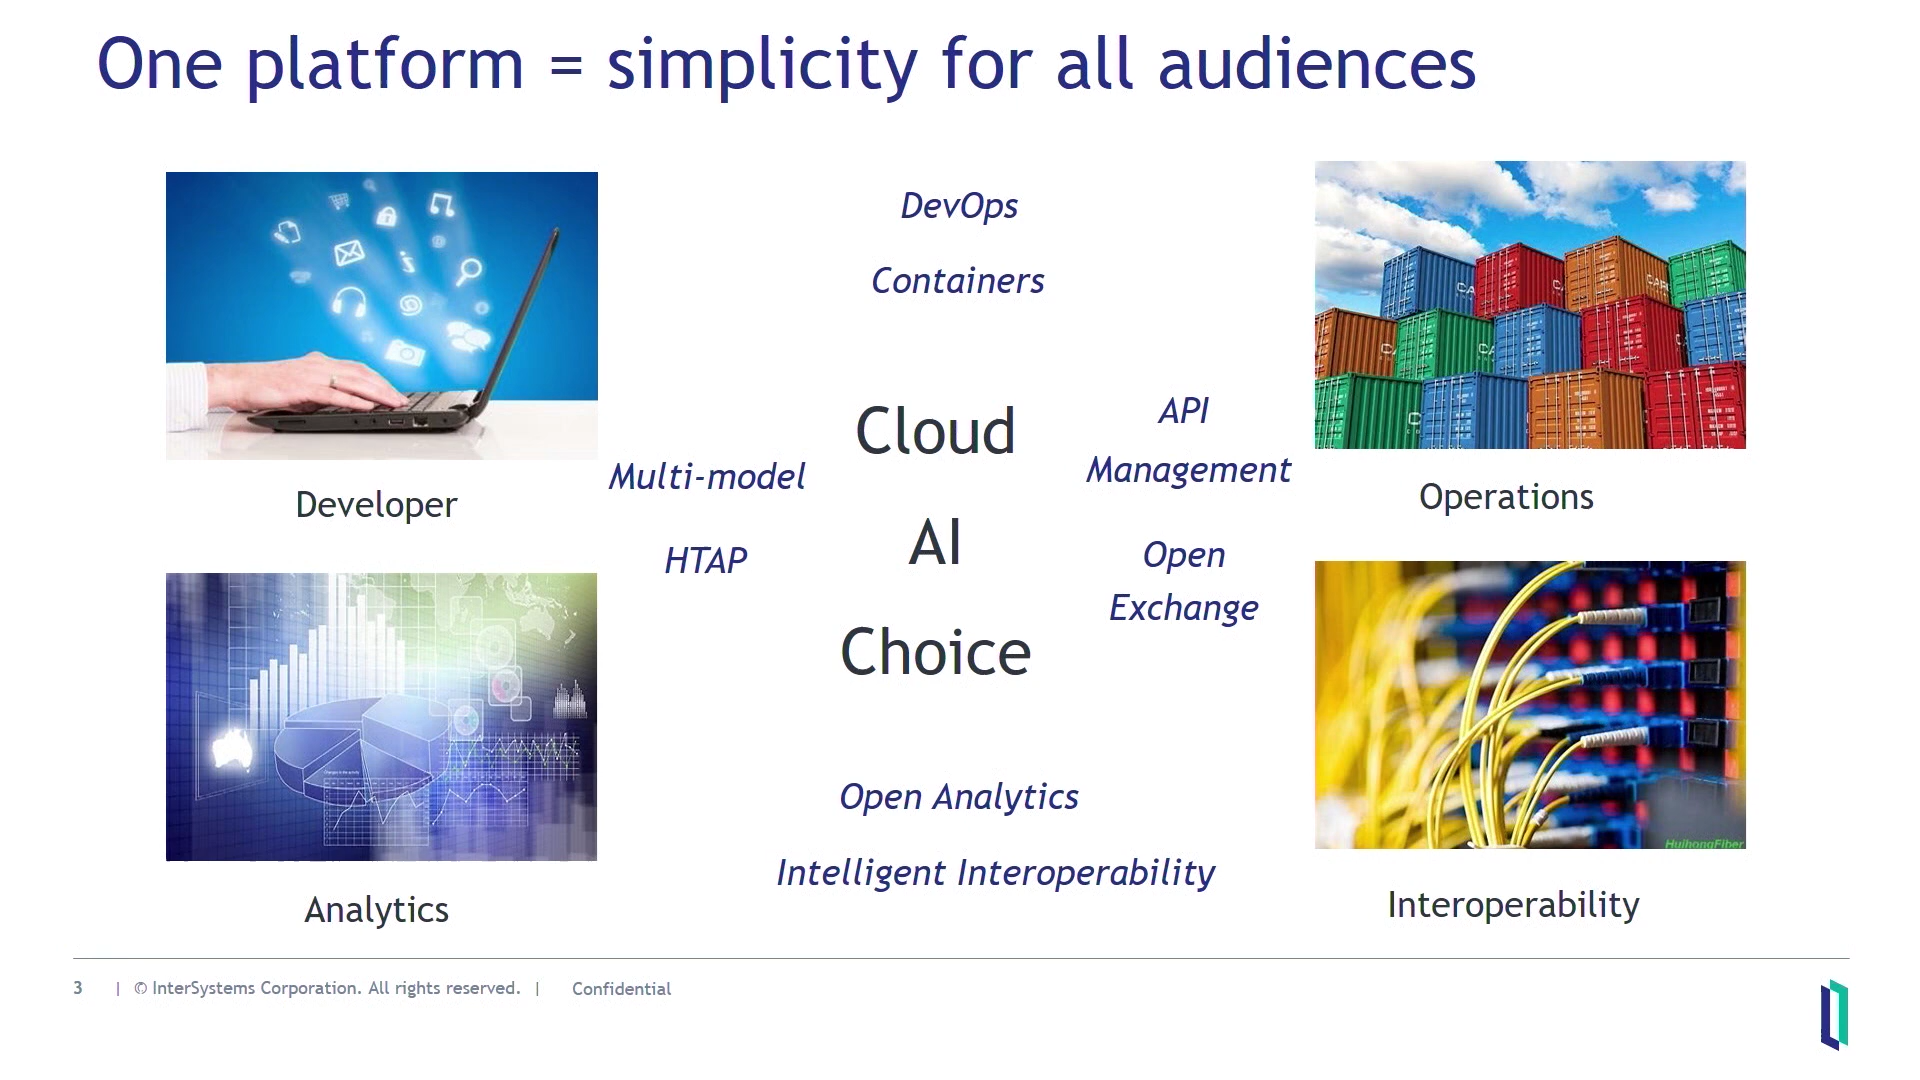 One platform = simplicity for all audiences
DevOps
Containers
Cloud
AI
Choice
API
Management
Multi-model
HTAP
Open
Exchange
Developer
Operations
Open Analytics
Intelligent Interoperability
Analytics
Interoperability
HuihongFiber
3 | © InterSystems Corporation. All rights reserved. | Confidential